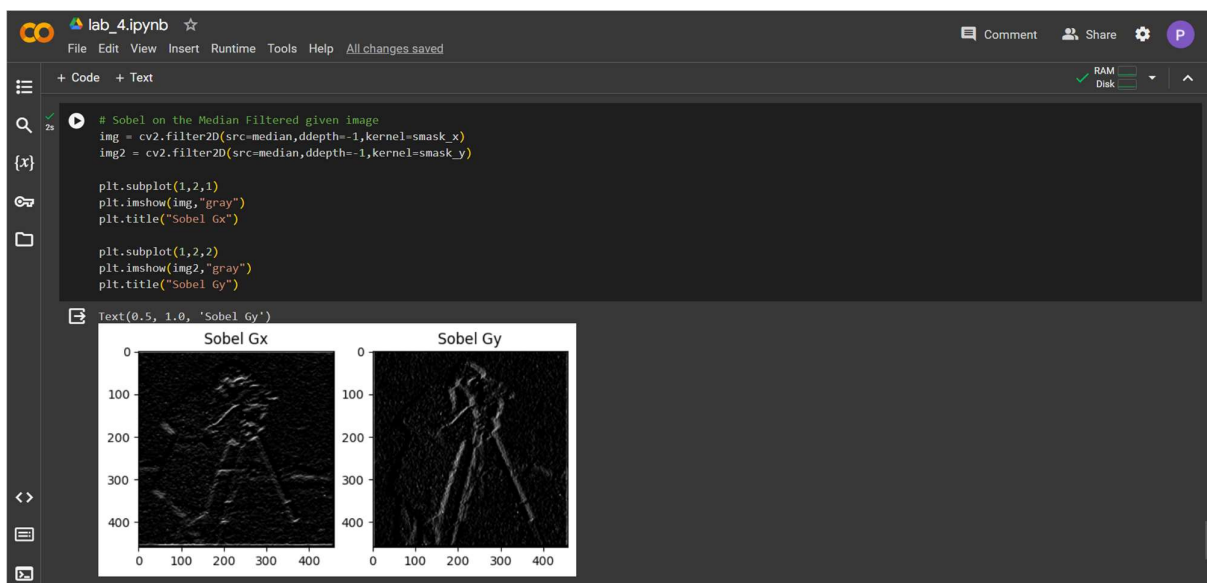 lab_4.ipynb
Comment
Share
P
File Edit View Insert Runtime Tools Help All changes saved
+ Code + Text
RAM
Disk
2s
# Sobel on the Median Filtered given image
img = cv2.filter2D(src=median,ddepth=-1,kernel=smask_x)
img2 = cv2.filter2D(src=median,ddepth=-1,kernel=smask_y)
{x}
plt.subplot(1,2,1)
plt.imshow(img,"gray")
plt.title("Sobel Gx")
plt.subplot(1,2,2)
plt.imshow(img2,"gray")
plt.title("Sobel Gy")
Text(0.5, 1.0, 'Sobel Gy')
Sobel Gx
0
100
200
300
400
0 100 200 300 400
Sobel Gy
0
100
200
300
400
0 100 200 300 400